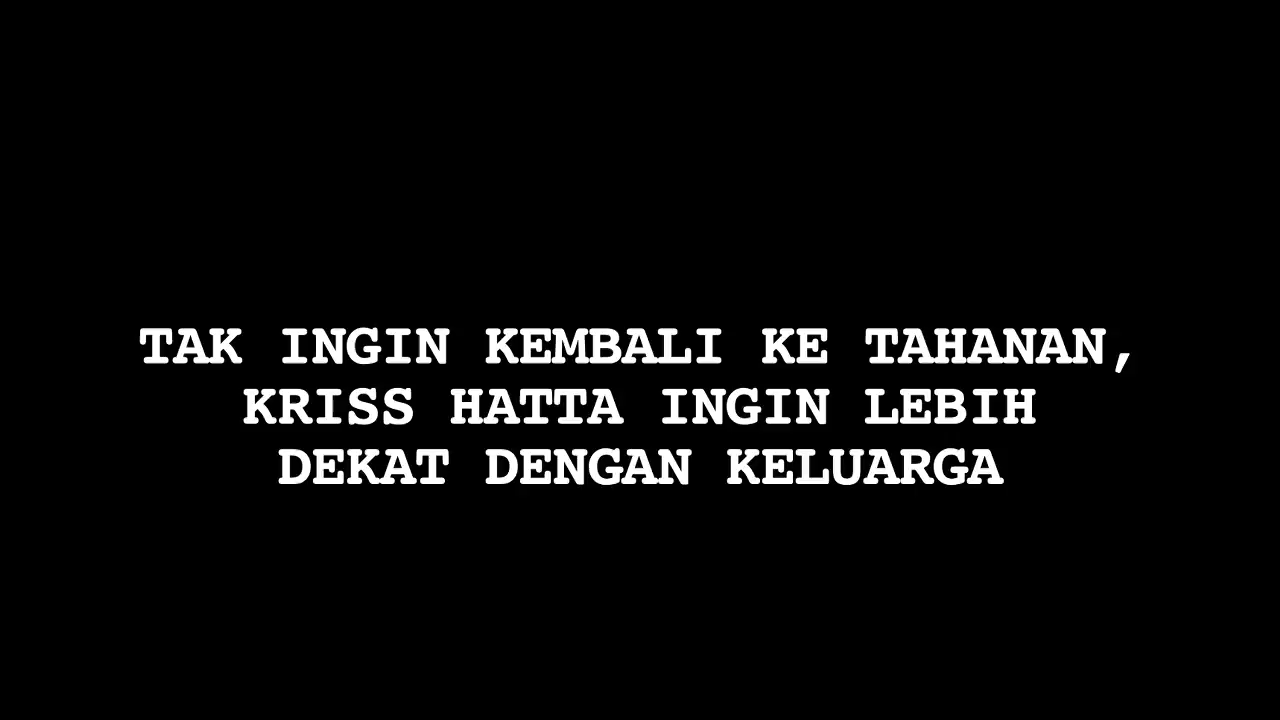 TAK INGIN KEMBALI KE TAHANAN,
KRISS HATTA INGIN LEBIH
DEKAT DENGAN KELUARGA